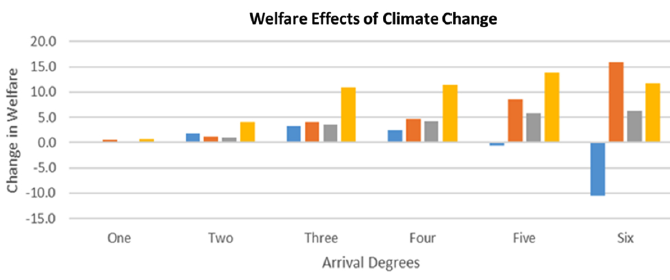 Welfare Effects of Climate Change
20.0
15.0
10.0
5.0
0.0
-5.0
-10.0
-15.0
Change in Welfare
One Two Three Four Five Six
Arrival Degrees